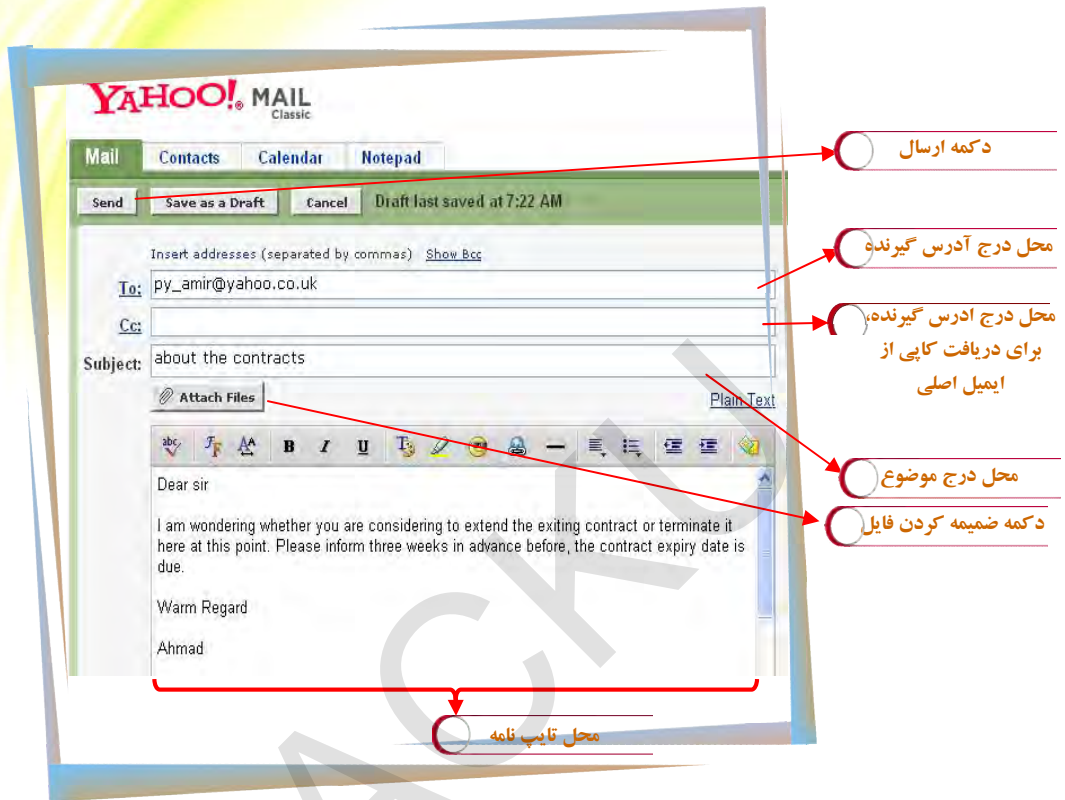 YAHOO!® MAIL
Classic
Mail Contacts Calendar Notepad
دکمه ارسال
Send Save as a Draft Cancel Draft last saved at 7:22 AM
Insert addresses (separated by commas) Show Bcc
محل درج آدرس گیرنده
To: py_amir@yahoo.co.uk
Cc:
محل درج ادرس گیرنده،
برای دریافت کاپی از
ایمیل اصلی
Subject: about the contracts
Attach Files Plain Text
abc B I U
Dear sir
محل درج موضوع
دکمه ضمیمه کردن فایل
I am wondering whether you are considering to extend the exiting contract or terminate it
here at this point. Please inform three weeks in advance before, the contract expiry date is
due.
Warm Regard
Ahmad
محل تایپ نامه
ACKU